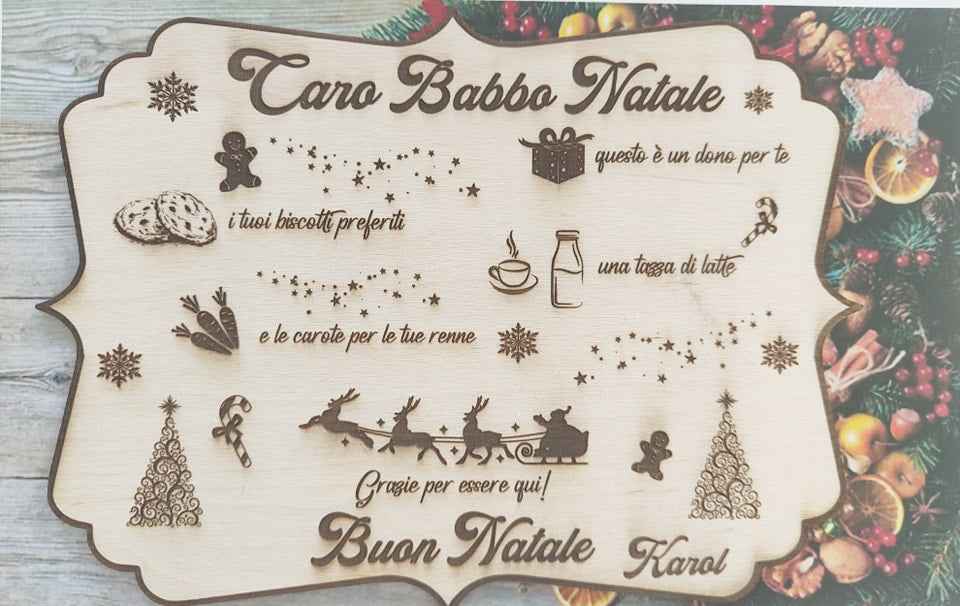 Caro Babbo Natale
questo è un dono per te
i tuoi biscotti preferiti
una tazza di latte
e le carote per le tue renne
Grazie per essere qui!
Buon Natale
Karol